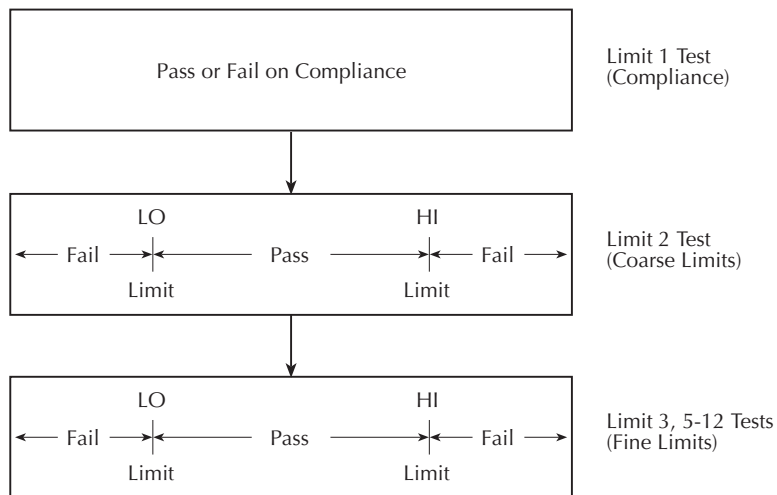 Pass or Fail on Compliance
Limit 1 Test
(Compliance)
LO HI
Fail Pass Fail
Limit Limit
Limit 2 Test
(Coarse Limits)
LO HI
Fail Pass Fail
Limit Limit
Limit 3, 5-12 Tests
(Fine Limits)